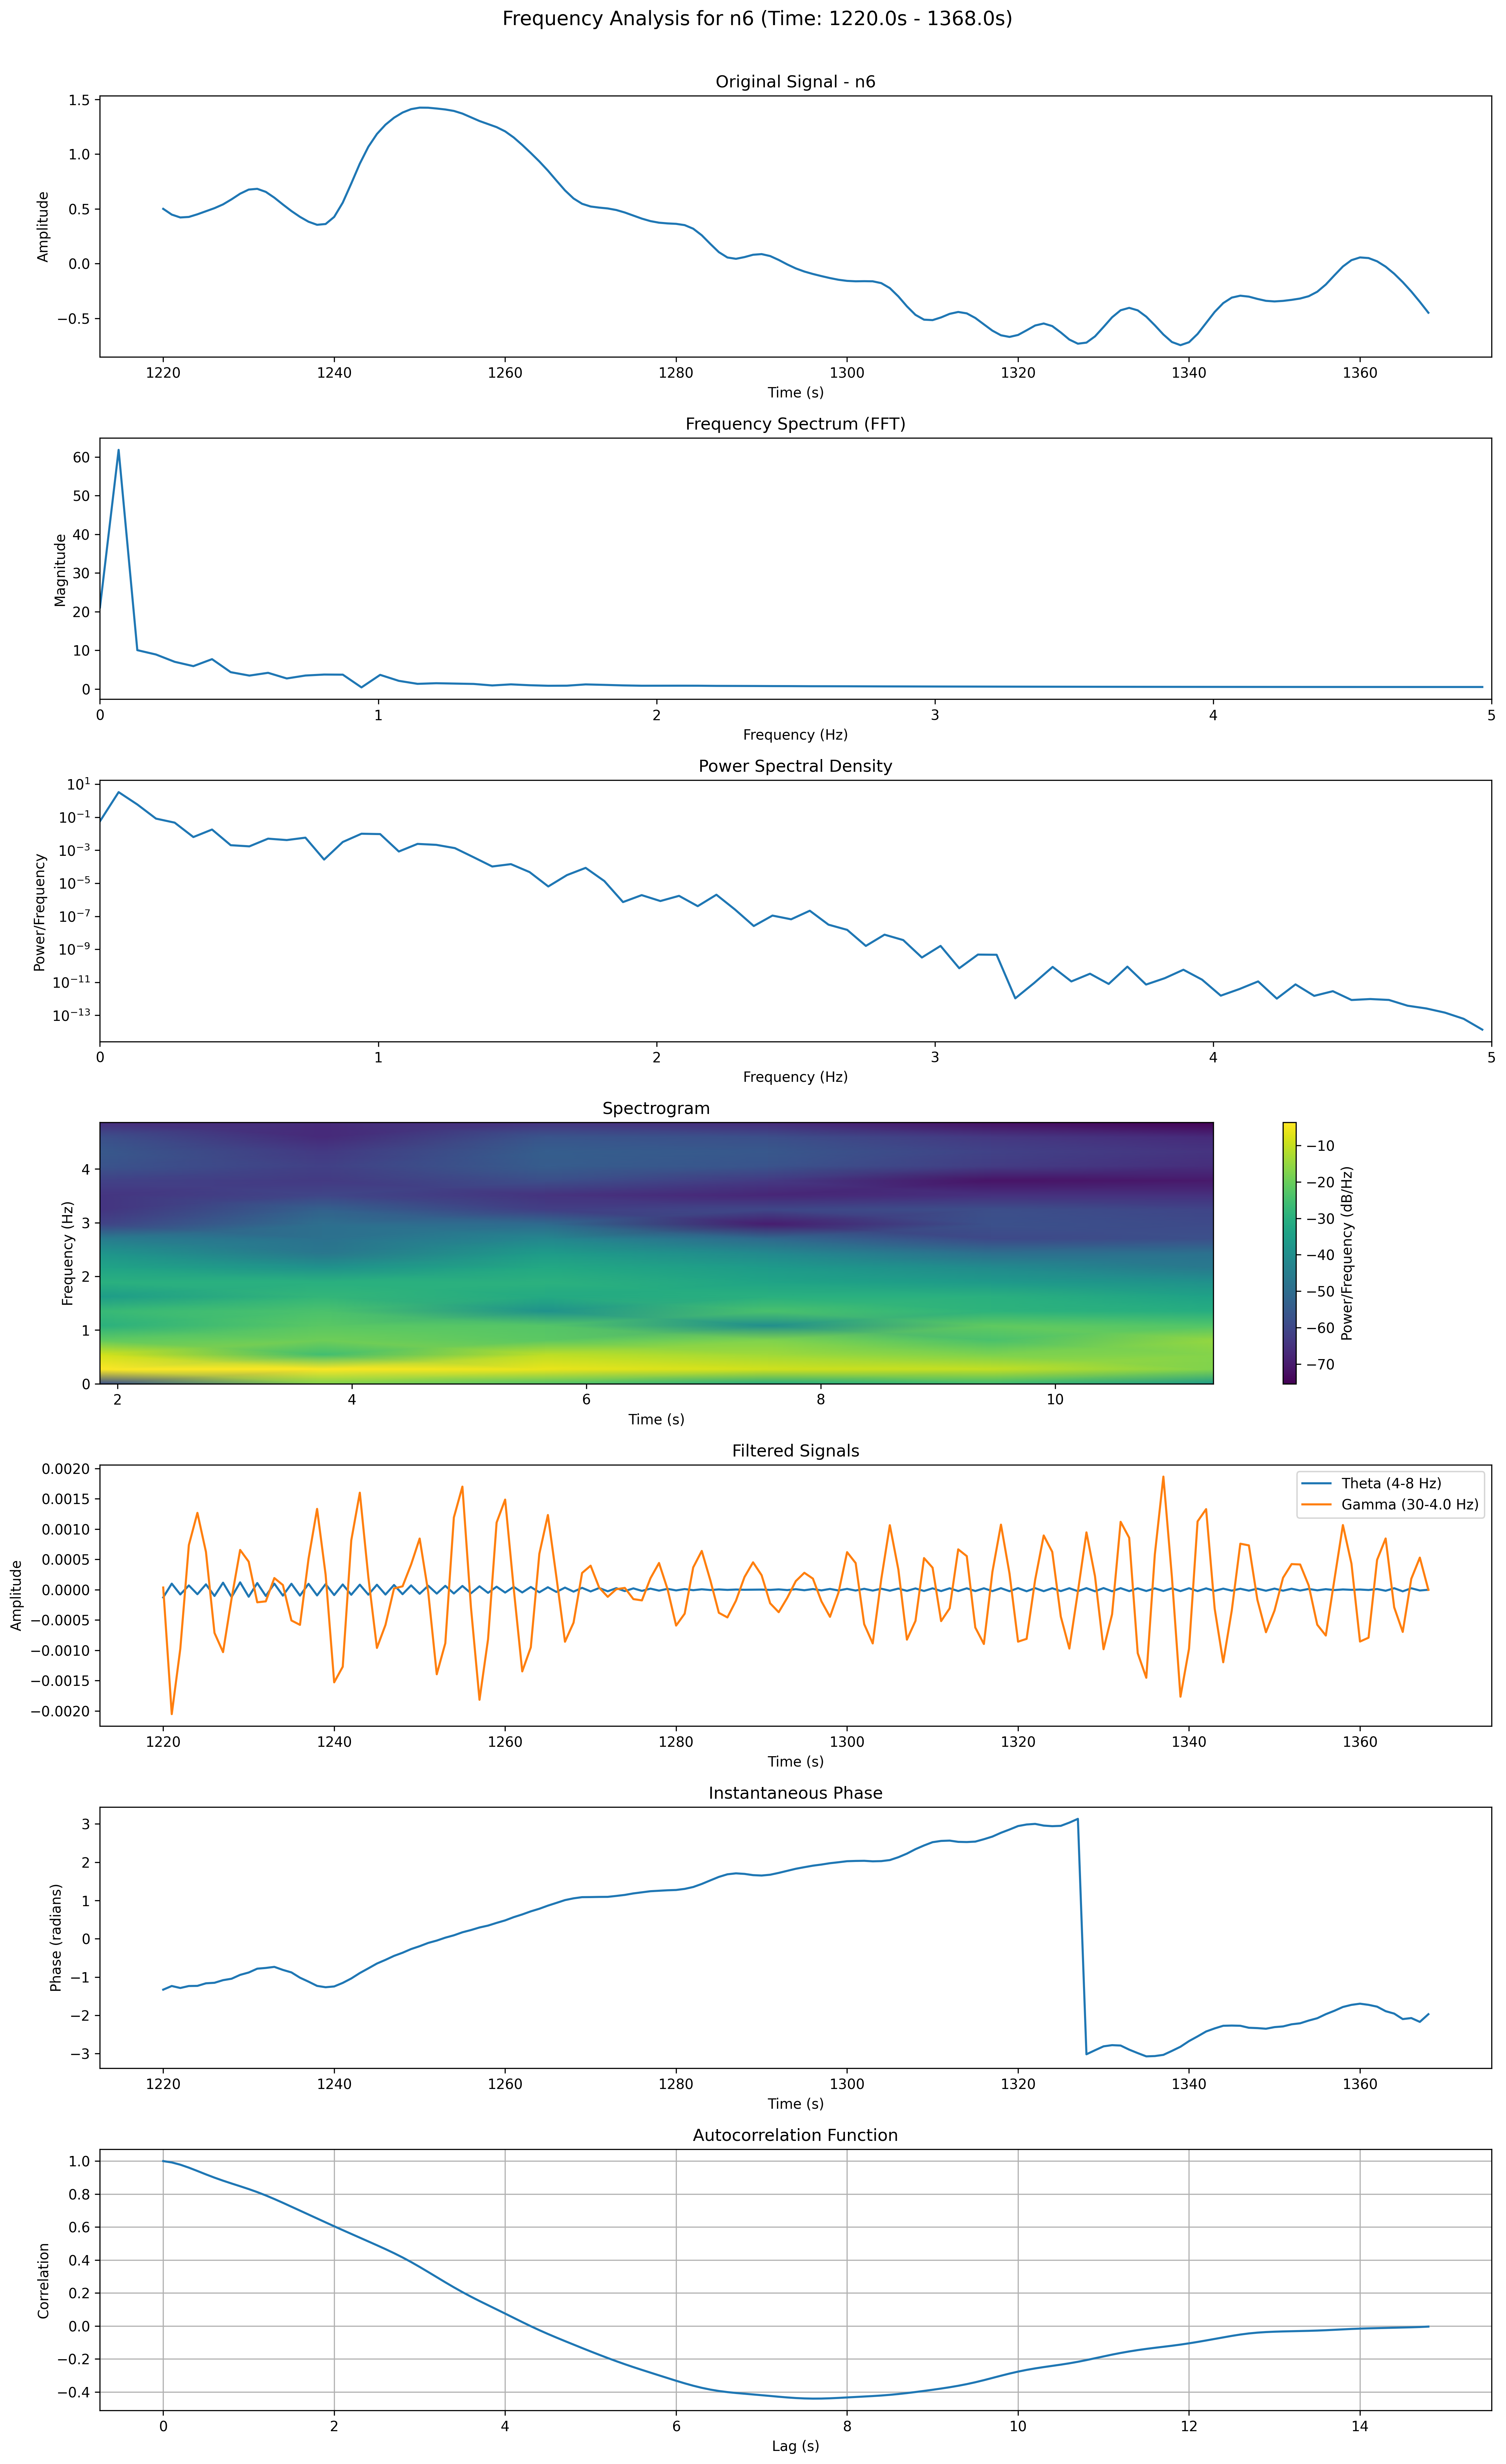 Frequency Analysis for n6 (Time: 1220.0s - 1368.0s)
Original Signal - n6
1.5
1.0
0.5
0.0
−0.5
Amplitude
1220 1240 1260 1280 1300 1320 1340 1360
Time (s)
Frequency Spectrum (FFT)
60
50
40
30
20
10
0
Magnitude
0 1 2 3 4 5
Frequency (Hz)
Power Spectral Density
10¹
10⁻¹
10⁻³
10⁻⁵
10⁻⁷
10⁻⁹
10⁻¹¹
10⁻¹³
Power/Frequency
0 1 2 3 4 5
Frequency (Hz)
Spectrogram
4
3
2
1
0
Frequency (Hz)
2 4 6 8 10
Time (s)
−10
−20
−30
−40
−50
−60
−70
Power/Frequency (dB/Hz)
Filtered Signals
0.0020
0.0015
0.0010
0.0005
0.0000
−0.0005
−0.0010
−0.0015
−0.0020
Amplitude
Theta (4-8 Hz)
Gamma (30-4.0 Hz)
1220 1240 1260 1280 1300 1320 1340 1360
Time (s)
Instantaneous Phase
3
2
1
0
−1
−2
−3
Phase (radians)
1220 1240 1260 1280 1300 1320 1340 1360
Time (s)
Autocorrelation Function
1.0
0.8
0.6
0.4
0.2
0.0
−0.2
−0.4
Correlation
0 2 4 6 8 10 12 14
Lag (s)